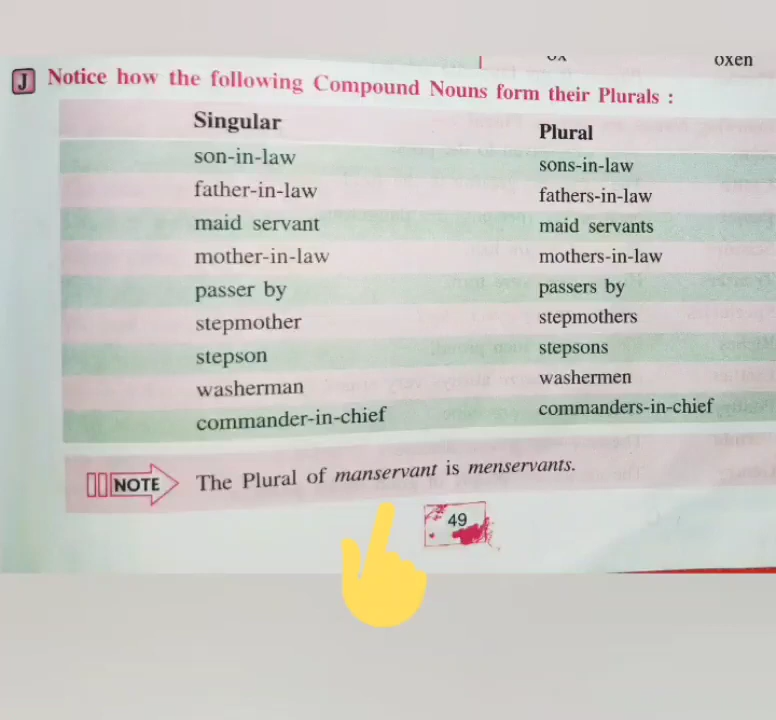 ox oxen
J Notice how the following Compound Nouns form their Plurals :
Singular Plural
son-in-law sons-in-law
father-in-law fathers-in-law
maid servant maid servants
mother-in-law mothers-in-law
passer by passers by
stepmother stepmothers
stepson stepsons
washerman washermen
commander-in-chief commanders-in-chief
NOTE The Plural of manservant is menservants.
49